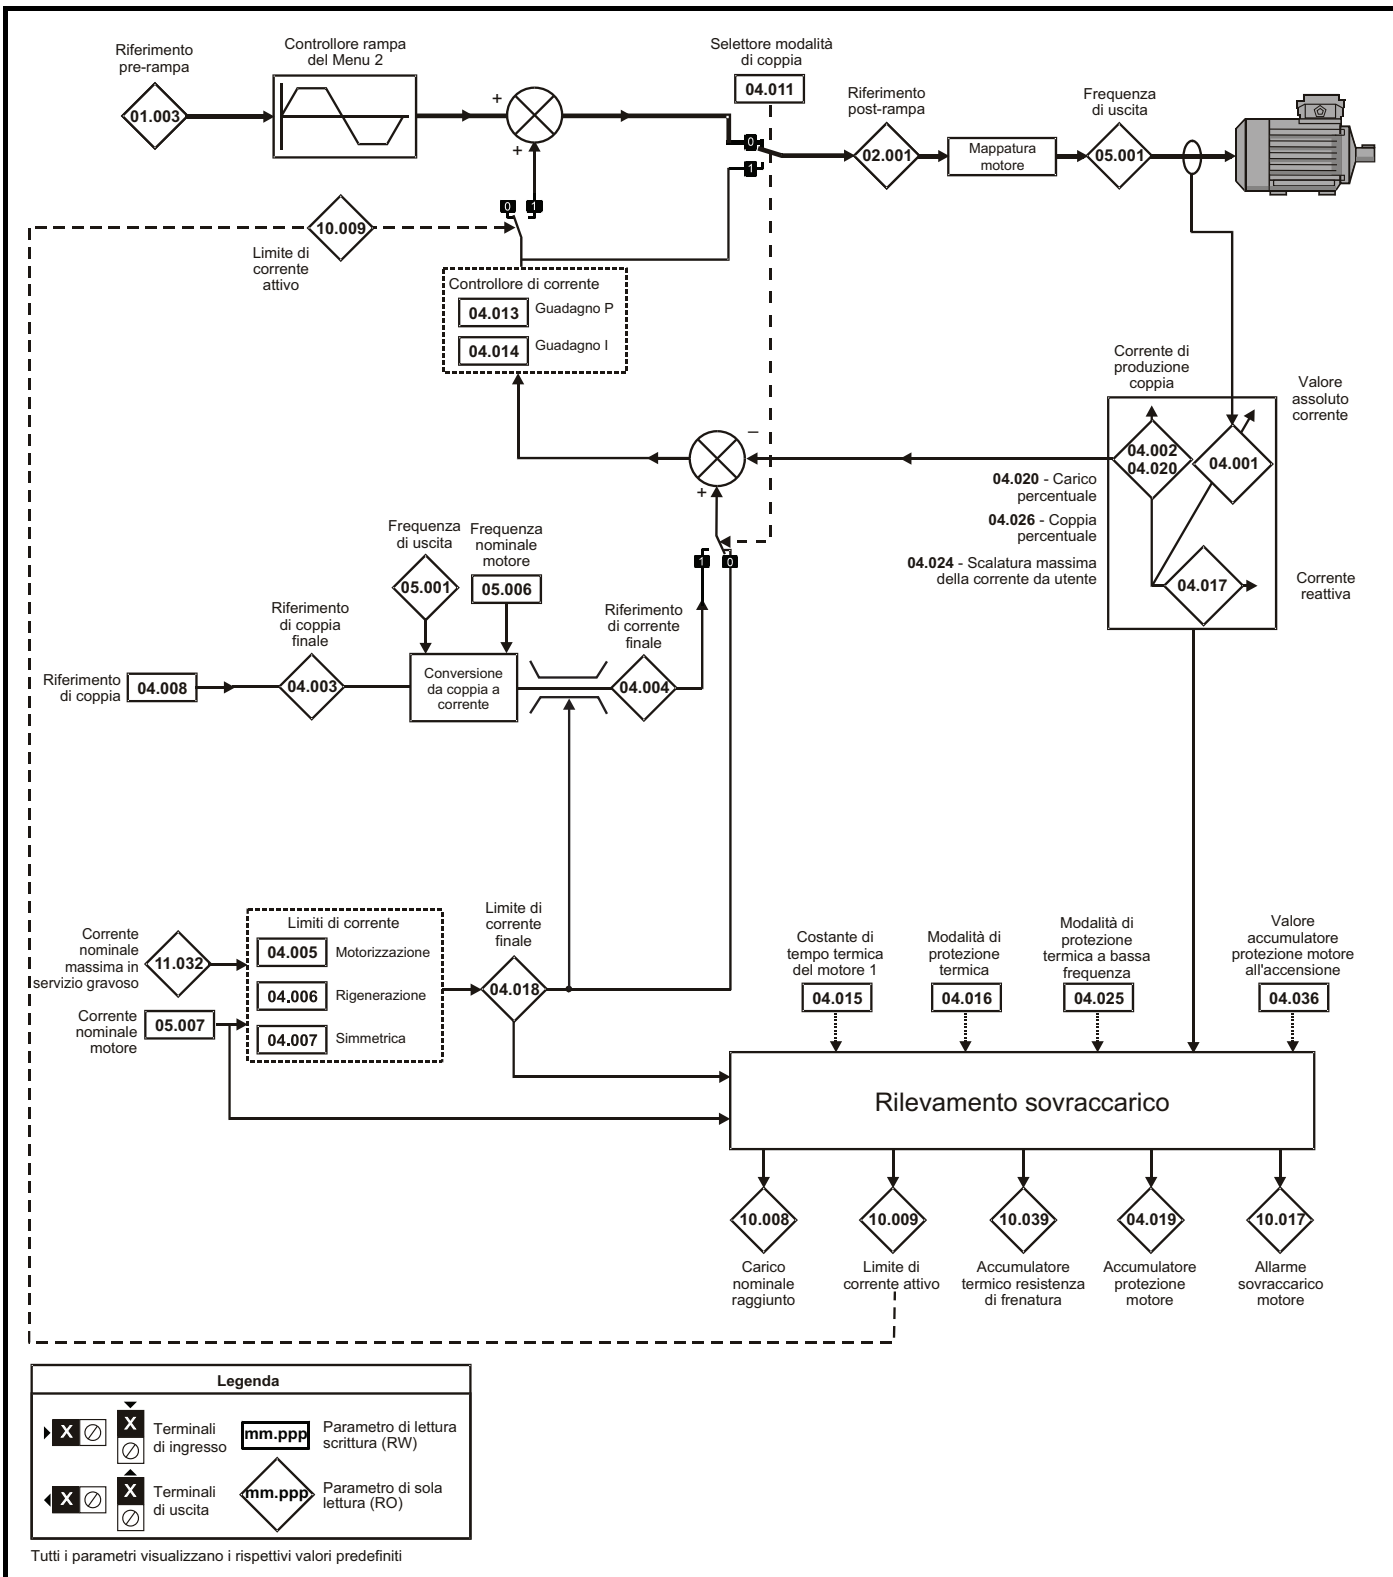 Riferimento
pre-rampa
01.003
Controllore rampa
del Menu 2
+
+
Selettore modalità
di coppia
04.011
0
1
Riferimento
post-rampa
02.001
Mappatura
motore
Frequenza
di uscita
05.001
0
1
10.009
Limite di
corrente
attivo
Controllore di corrente
04.013
Guadagno P
04.014
Guadagno I
Corrente di
produzione
coppia
Valore
assoluto
corrente
04.002
04.020
04.001
04.017
Corrente
reattiva
–
+
04.020 - Carico
percentuale
04.026 - Coppia
percentuale
04.024 - Scalatura massima
della corrente da utente
1
0
Frequenza
di uscita
05.001
Frequenza
nominale
motore
05.006
Riferimento
di coppia
04.008
Riferimento
di coppia
finale
04.003
Conversione
da coppia a
corrente
Riferimento
di corrente
finale
04.004
Corrente
nominale
massima in
servizio gravoso
11.032
Corrente
nominale
motore
05.007
Limiti di corrente
04.005
Motorizzazione
04.006
Rigenerazione
04.007
Simmetrica
Limite di
corrente
finale
04.018
Costante di
tempo termica
del motore 1
04.015
Modalità di
protezione
termica
04.016
Modalità di
protezione
termica a bassa
frequenza
04.025
Valore
accumulatore
protezione motore
all'accensione
04.036
Rilevamento sovraccarico
10.008
Carico
nominale
raggiunto
10.009
Limite di
corrente attivo
10.039
Accumulatore
termico resistenza
di frenatura
04.019
Accumulatore
protezione
motore
10.017
Allarme
sovraccarico
motore
Legenda
X
X
Terminali
di ingresso
mm.ppp
Parametro di lettura
scrittura (RW)
X
X
Terminali
di uscita
mm.ppp
Parametro di sola
lettura (RO)
Tutti i parametri visualizzano i rispettivi valori predefiniti